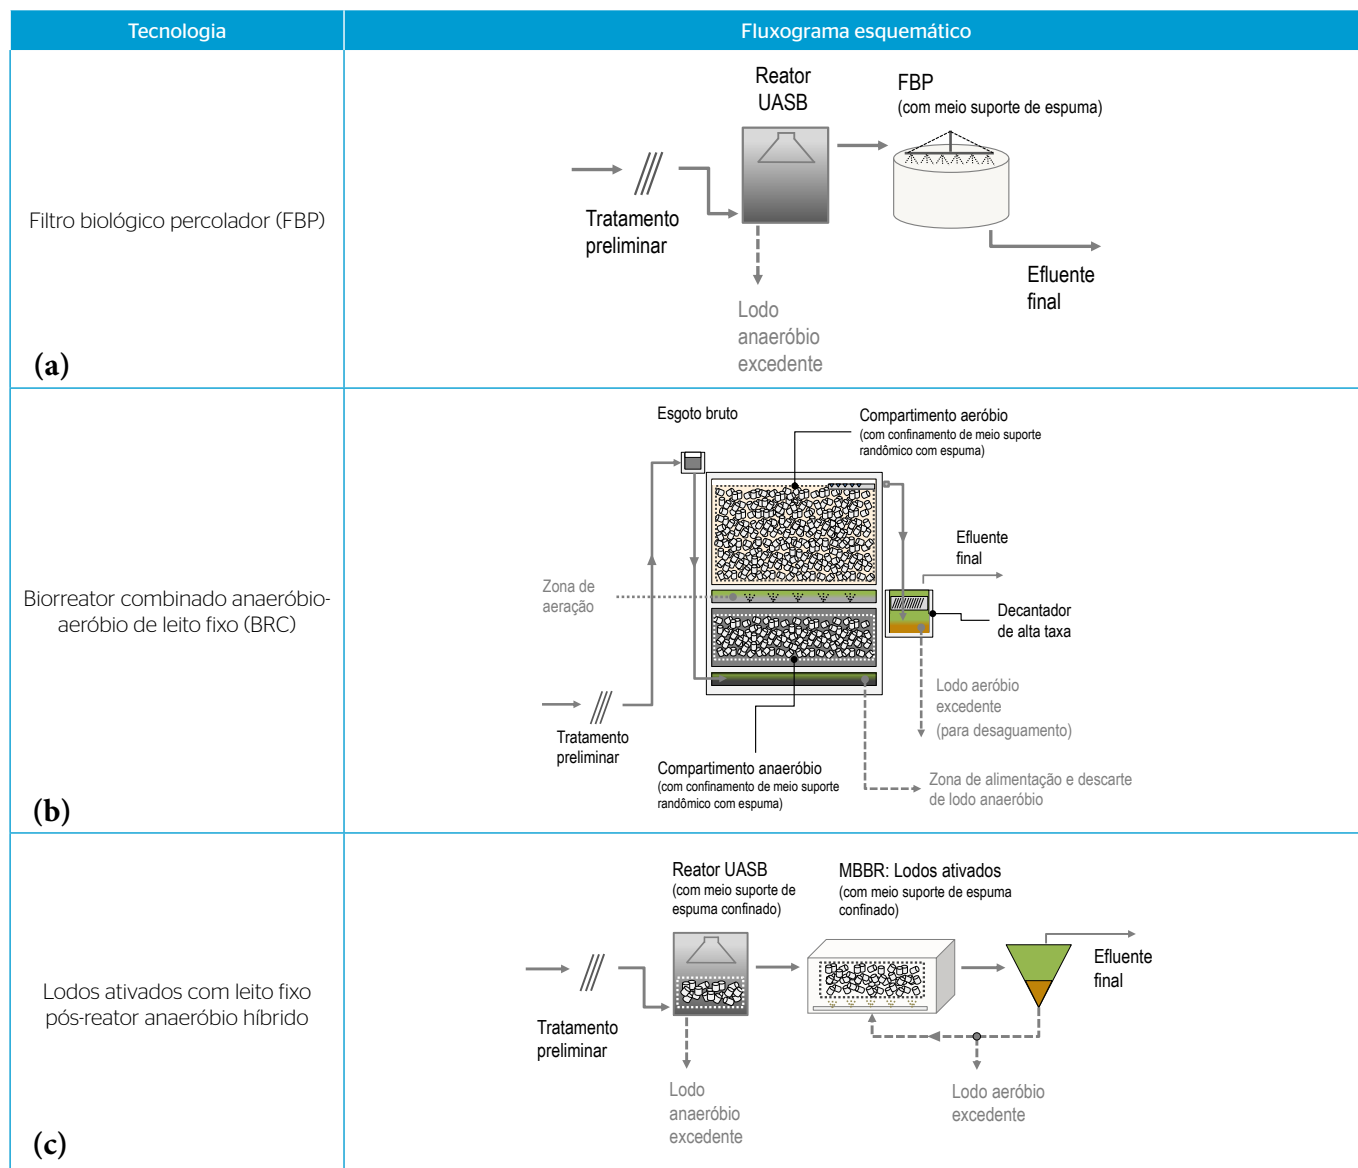 Tecnologia
Fluxograma esquemático
Filtro biológico percolador (FBP)
(a)
Reator
UASB
FBP
(com meio suporte de espuma)
Tratamento
preliminar
Efluente
final
Lodo
anaeróbio
excedente
Biorreator combinado anaeróbio-
aeróbio de leito fixo (BRC)
(b)
Esgoto bruto
Compartimento aeróbio
(com confinamento de meio suporte
randômico com espuma)
Efluente
final
Zona de
aeração
Decantador
de alta taxa
Lodo aeróbio
excedente
(para desaguamento)
Tratamento
preliminar
Compartimento anaeróbio
(com confinamento de meio suporte
randômico com espuma)
Zona de alimentação e descarte
de lodo anaeróbio
Lodos ativados com leito fixo
pós-reator anaeróbio híbrido
(c)
Reator UASB
(com meio suporte de
espuma confinado)
MBBR: Lodos ativados
(com meio suporte de espuma
confinado)
Efluente
final
Tratamento
preliminar
Lodo
anaeróbio
excedente
Lodo aeróbio
excedente